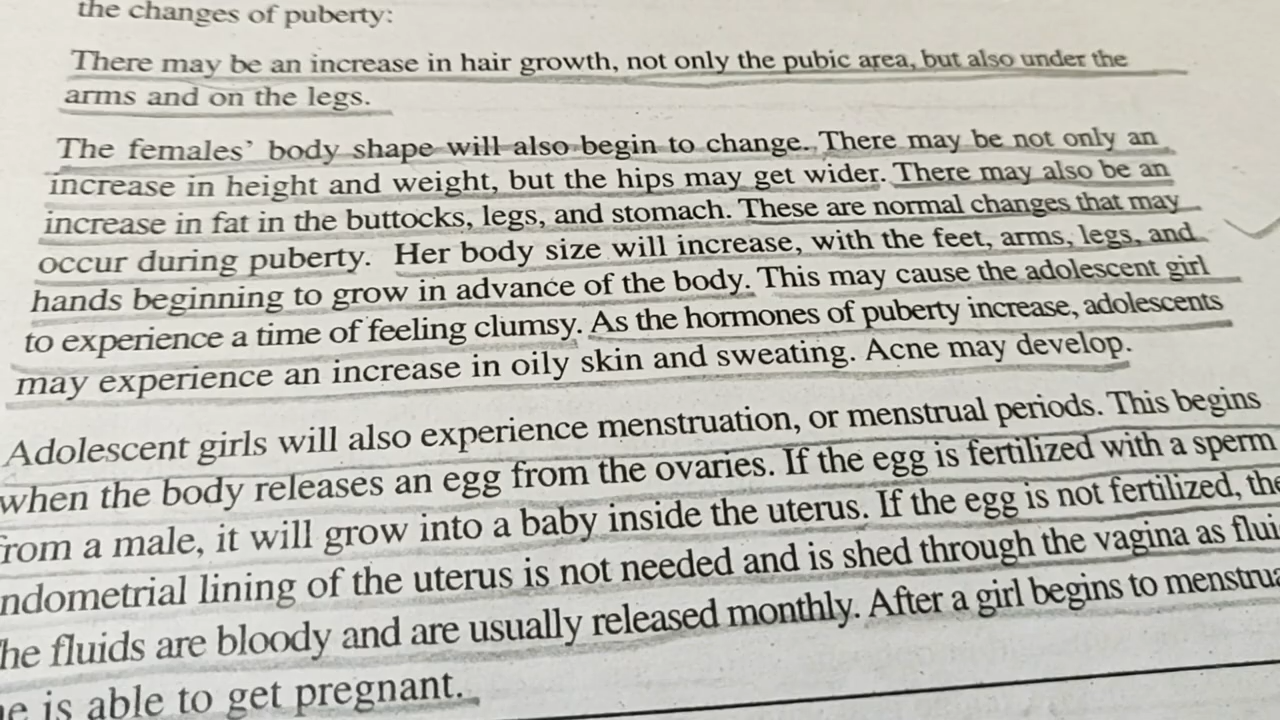 the changes of puberty:
There may be an increase in hair growth, not only the pubic area, but also under the
arms and on the legs.
The females' body shape will also begin to change. There may be not only an
increase in height and weight, but the hips may get wider. There may also be an
increase in fat in the buttocks, legs, and stomach. These are normal changes that may
occur during puberty. Her body size will increase, with the feet, arms, legs, and
hands beginning to grow in advance of the body. This may cause the adolescent girl
to experience a time of feeling clumsy. As the hormones of puberty increase, adolescents
may experience an increase in oily skin and sweating. Acne may develop.
Adolescent girls will also experience menstruation, or menstrual periods. This begins
when the body releases an egg from the ovaries. If the egg is fertilized with a sperm
rom a male, it will grow into a baby inside the uterus. If the egg is not fertilized, the
ndometrial lining of the uterus is not needed and is shed through the vagina as flui
he fluids are bloody and are usually released monthly. After a girl begins to menstrua
e is able to get pregnant.